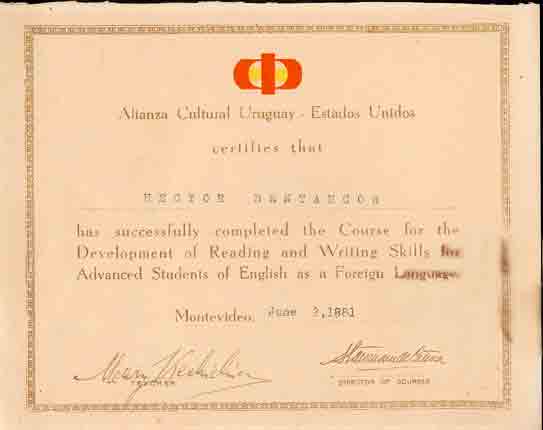 Alianza Cultural Uruguay - Estados Unidos
certifies that
HECTOR BENTANCOR
has successfully completed the Course for the
Development of Reading and Writing Skills for
Advanced Students of English as a Foreign Language.
Montevideo, June 2, 1981
TEACHER
DIRECTOR OF COURSES